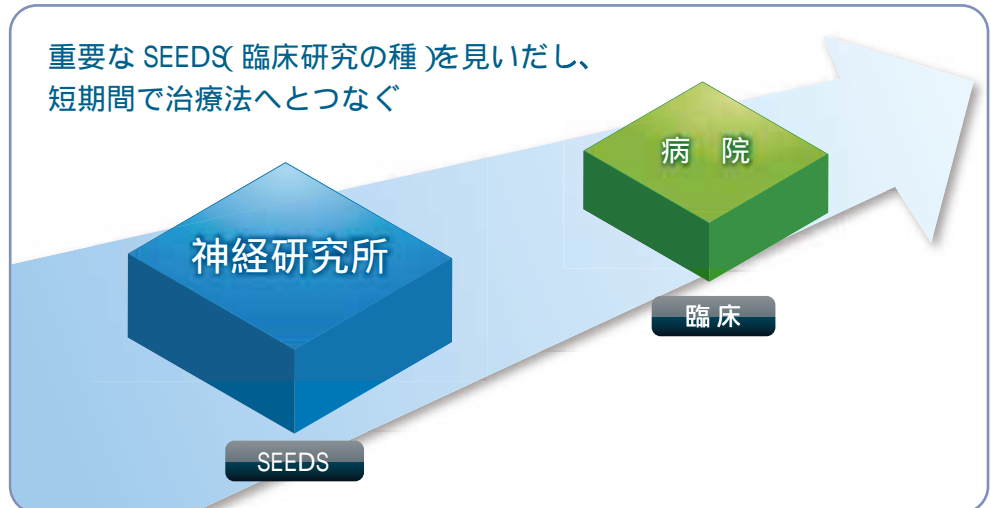 重要な SEEDS(臨床研究の種)を見いだし、
短期間で治療法へとつなぐ
病 院
神経研究所
臨 床
SEEDS